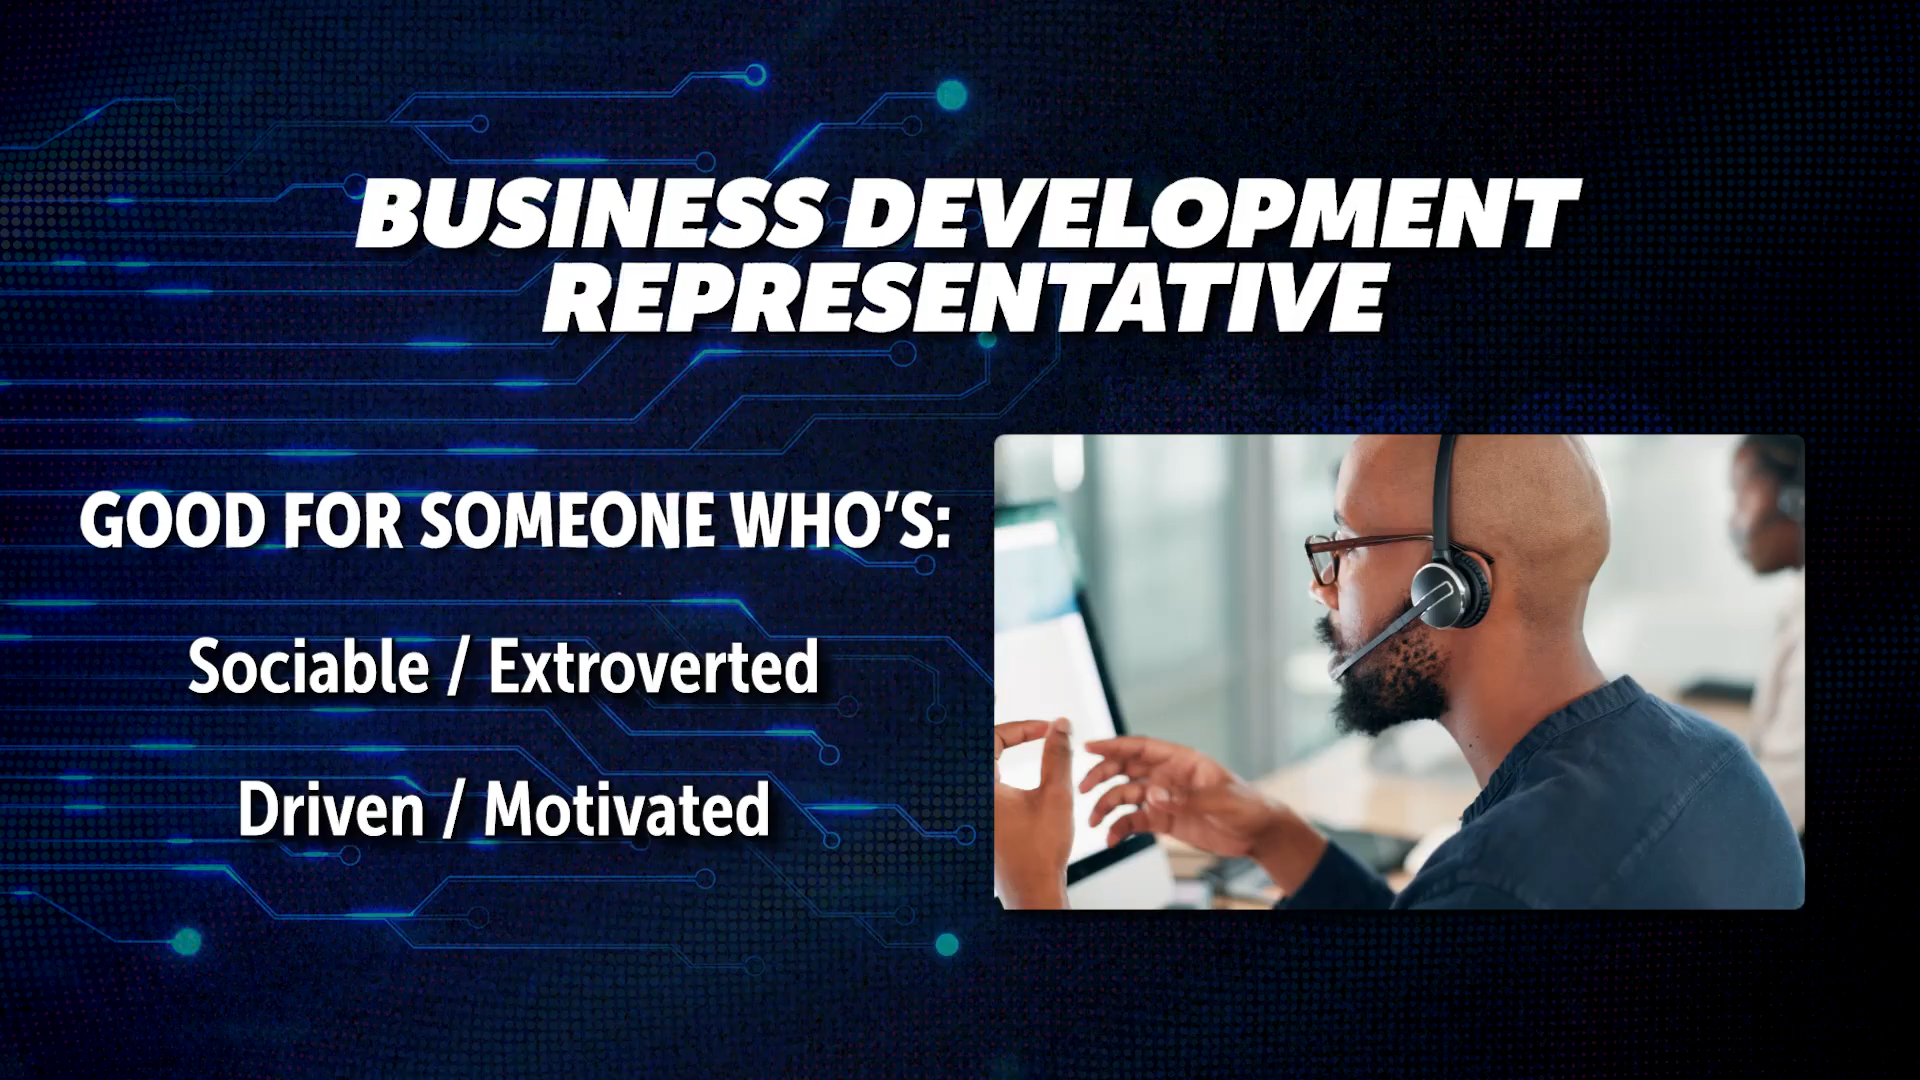 BUSINESS DEVELOPMENT
REPRESENTATIVE
GOOD FOR SOMEONE WHO’S:
Sociable / Extroverted
Driven / Motivated